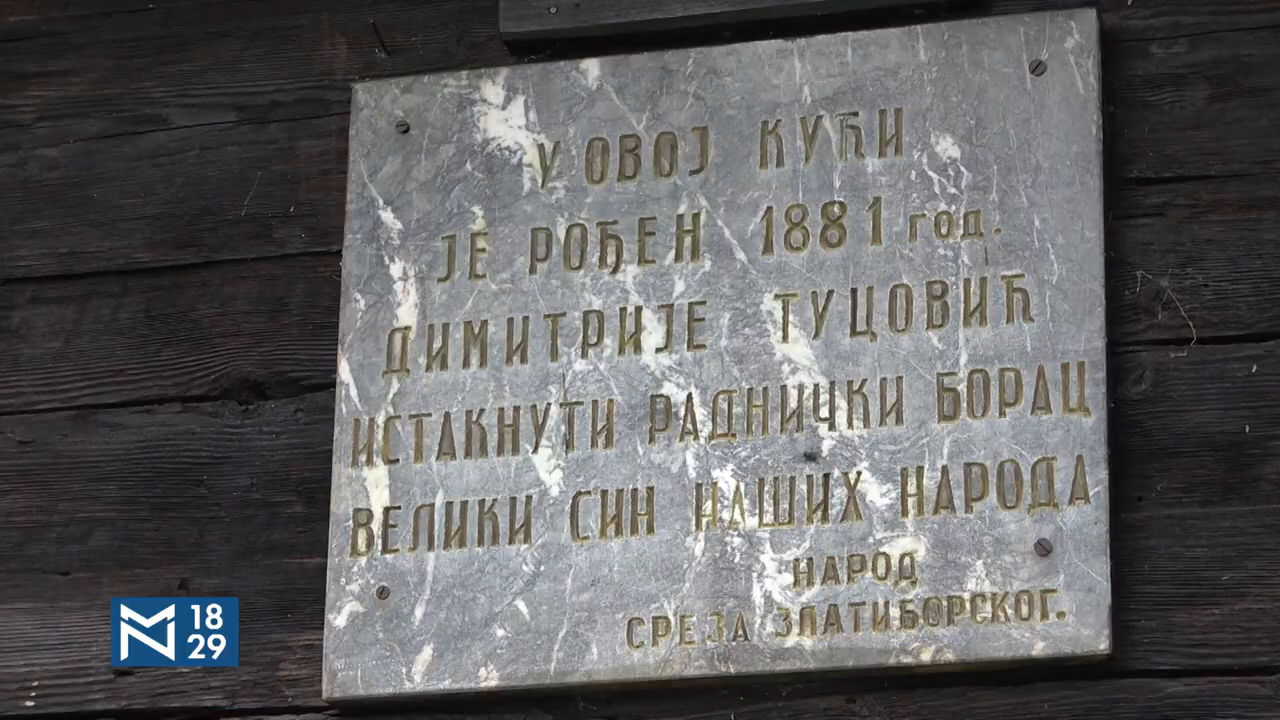 У ОВОЈ КУЋИ
ЈЕ РОЂЕН 1881 год.
ДИМИТРИЈЕ ТУЦОВИЋ
ИСТАКНУТИ РАДНИЧКИ БОРАЦ
ВЕЛИКИ СИН НАШИХ НАРОДА
НАРОД
СРЕЗА ЗЛАТИБОРСКОГ.
M 18
29